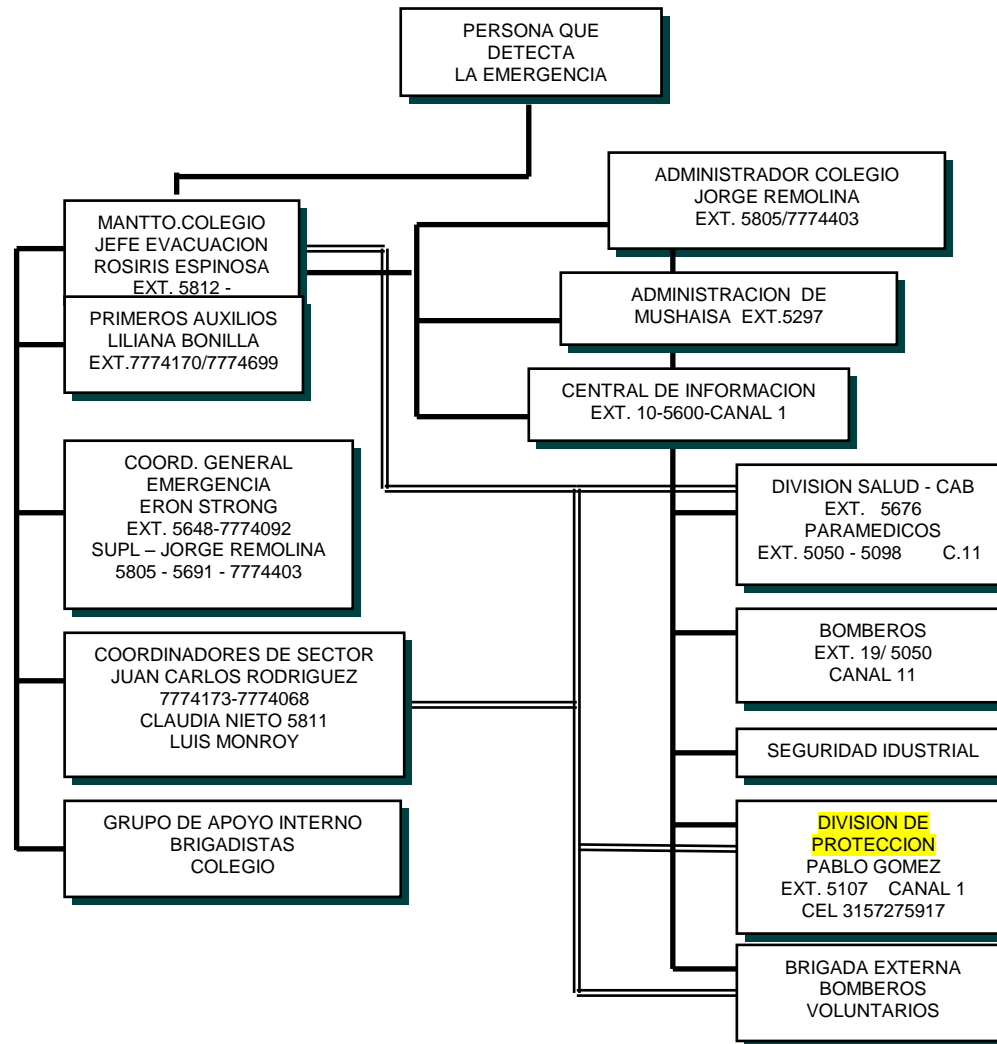 PERSONA QUE
DETECTA
LA EMERGENCIA
ADMINISTRADOR COLEGIO
JORGE REMOLINA
EXT. 5805/7774403
MANTTO.COLEGIO
JEFE EVACUACION
ROSIRIS ESPINOSA
EXT. 5812 -
ADMINISTRACION DE
MUSHAISA EXT.5297
PRIMEROS AUXILIOS
LILIANA BONILLA
EXT.7774170/7774699
CENTRAL DE INFORMACION
EXT. 10-5600-CANAL 1
COORD. GENERAL
EMERGENCIA
ERON STRONG
EXT. 5648-7774092
SUPL – JORGE REMOLINA
5805 - 5691 - 7774403
DIVISION SALUD - CAB
EXT. 5676
PARAMEDICOS
EXT. 5050 - 5098 C.11
COORDINADORES DE SECTOR
JUAN CARLOS RODRIGUEZ
7774173-7774068
CLAUDIA NIETO 5811
LUIS MONROY
BOMBEROS
EXT. 19/ 5050
CANAL 11
SEGURIDAD IDUSTRIAL
GRUPO DE APOYO INTERNO
BRIGADISTAS
COLEGIO
DIVISION DE
PROTECCION
PABLO GOMEZ
EXT. 5107 CANAL 1
CEL 3157275917
BRIGADA EXTERNA
BOMBEROS
VOLUNTARIOS